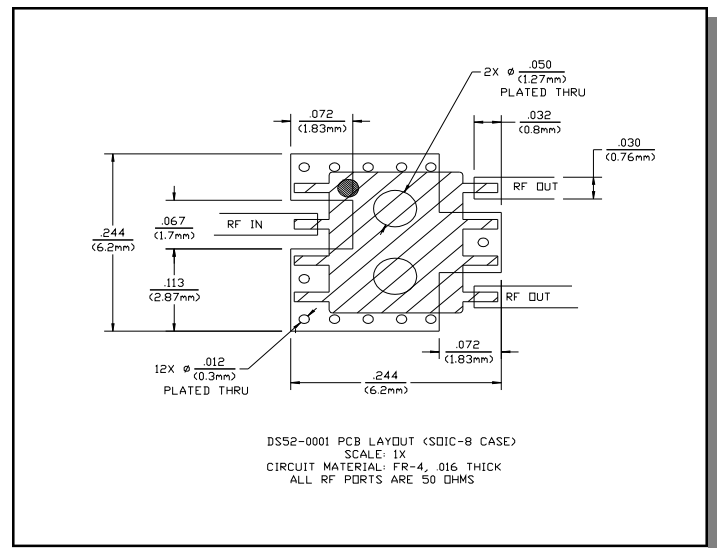 2X ø .050
(1.27mm)
PLATED THRU
.072
(1.83mm)
.032
(0.8mm)
.030
(0.76mm)
RF OUT
RF IN
.067
(1.7mm)
.244
(6.2mm)
.113
(2.87mm)
RF OUT
.072
(1.83mm)
12X ø .012
(0.3mm)
PLATED THRU
.244
(6.2mm)
DS52-0001 PCB LAYOUT (SOIC-8 CASE)
SCALE: 1X
CIRCUIT MATERIAL: FR-4, .016 THICK
ALL RF PORTS ARE 50 OHMS